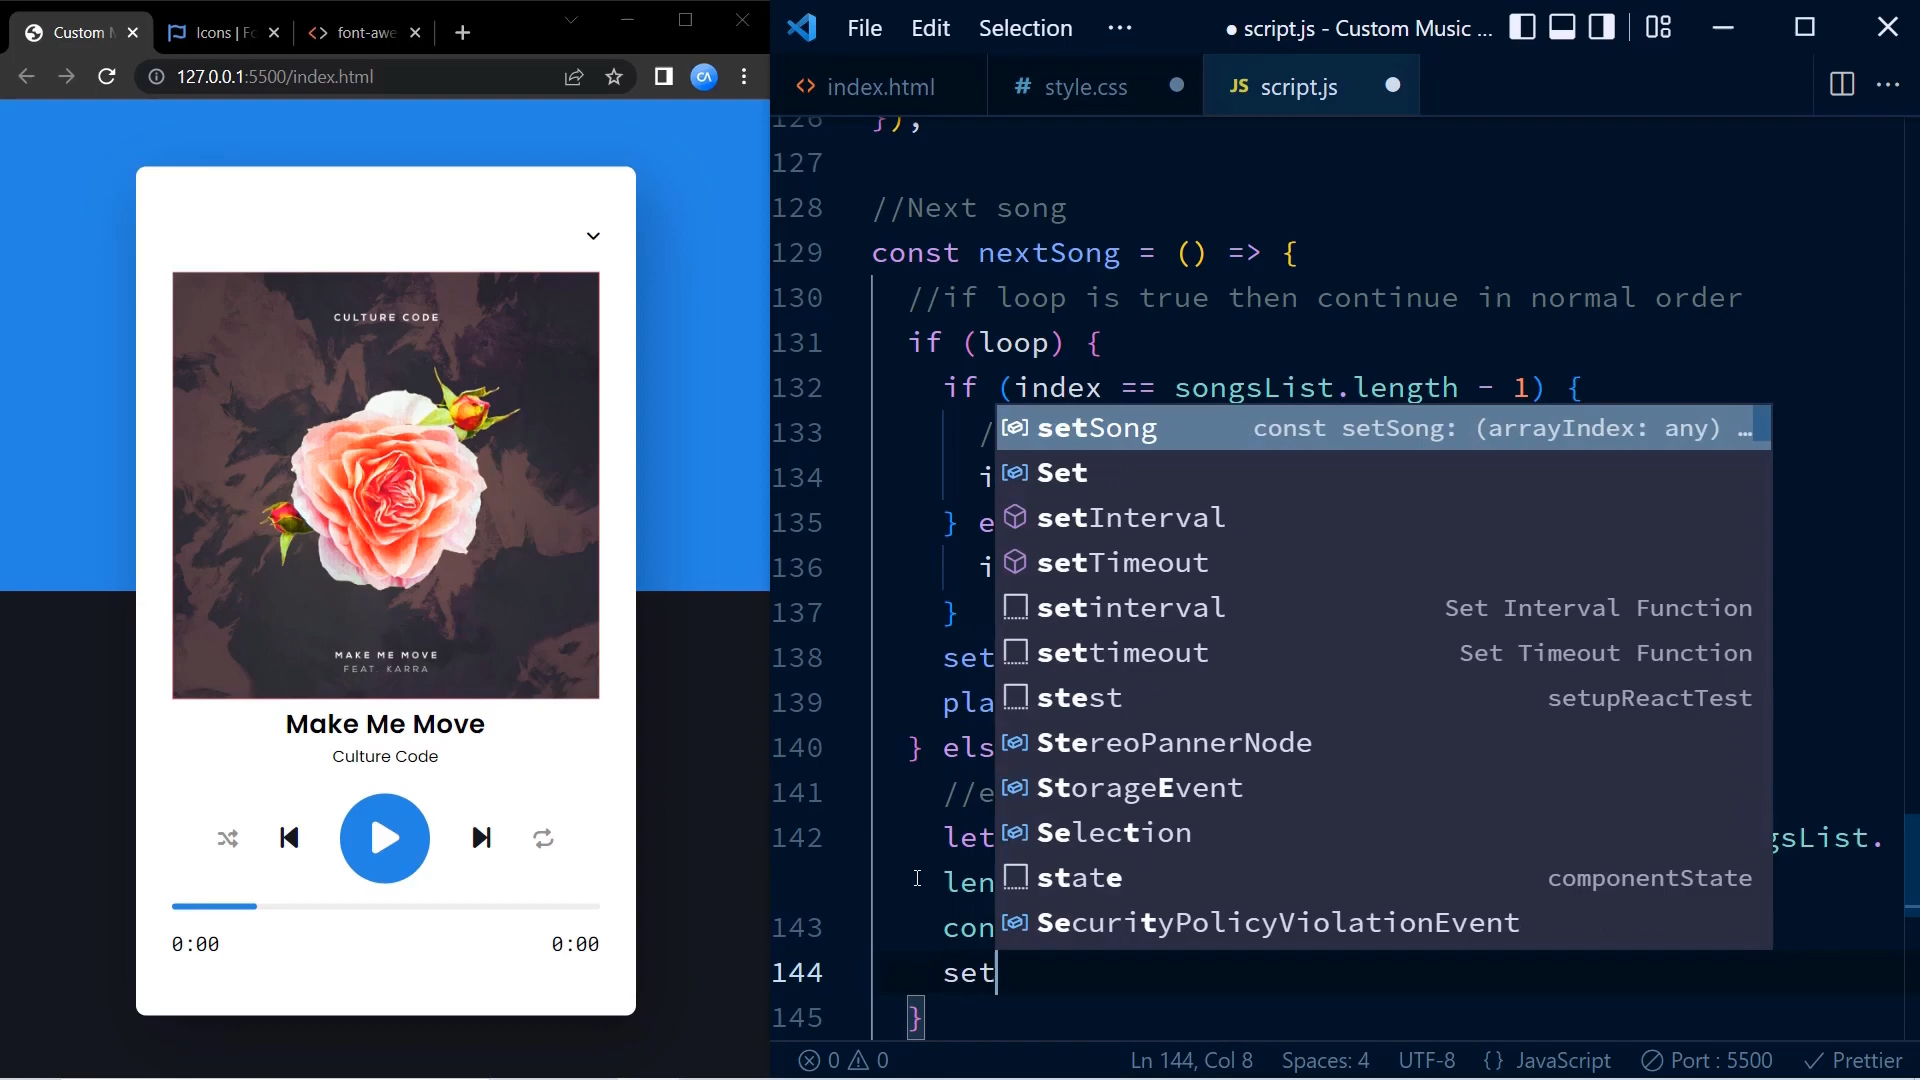 Custom
Icons | Fo
font-awe
127.0.0.1:5500/index.html
CA
CULTURE CODE
MAKE ME MOVE
FEAT. KARRA
Make Me Move
Culture Code
0:00
0:00
File Edit Selection ···
● script.js - Custom Music ...
<> index.html
# style.css
JS script.js
126 });
127
128 //Next song
129 const nextSong = () => {
130 //if loop is true then continue in normal order
131 if (loop) {
132 if (index == songsList.length - 1) {
133 /
134 i
135 } e
136 i
137 }
138 set
139 pla
140 } els
141 //e
142 let gsList.
len
143 con
144 set
145 }
setSong const setSong: (arrayIndex: any) …
Set
setInterval
setTimeout
setinterval Set Interval Function
settimeout Set Timeout Function
stest setupReactTest
StereoPannerNode
StorageEvent
Selection
state componentState
SecurityPolicyViolationEvent
0 0
Ln 144, Col 8 Spaces: 4 UTF-8 {} JavaScript Port : 5500 Prettier